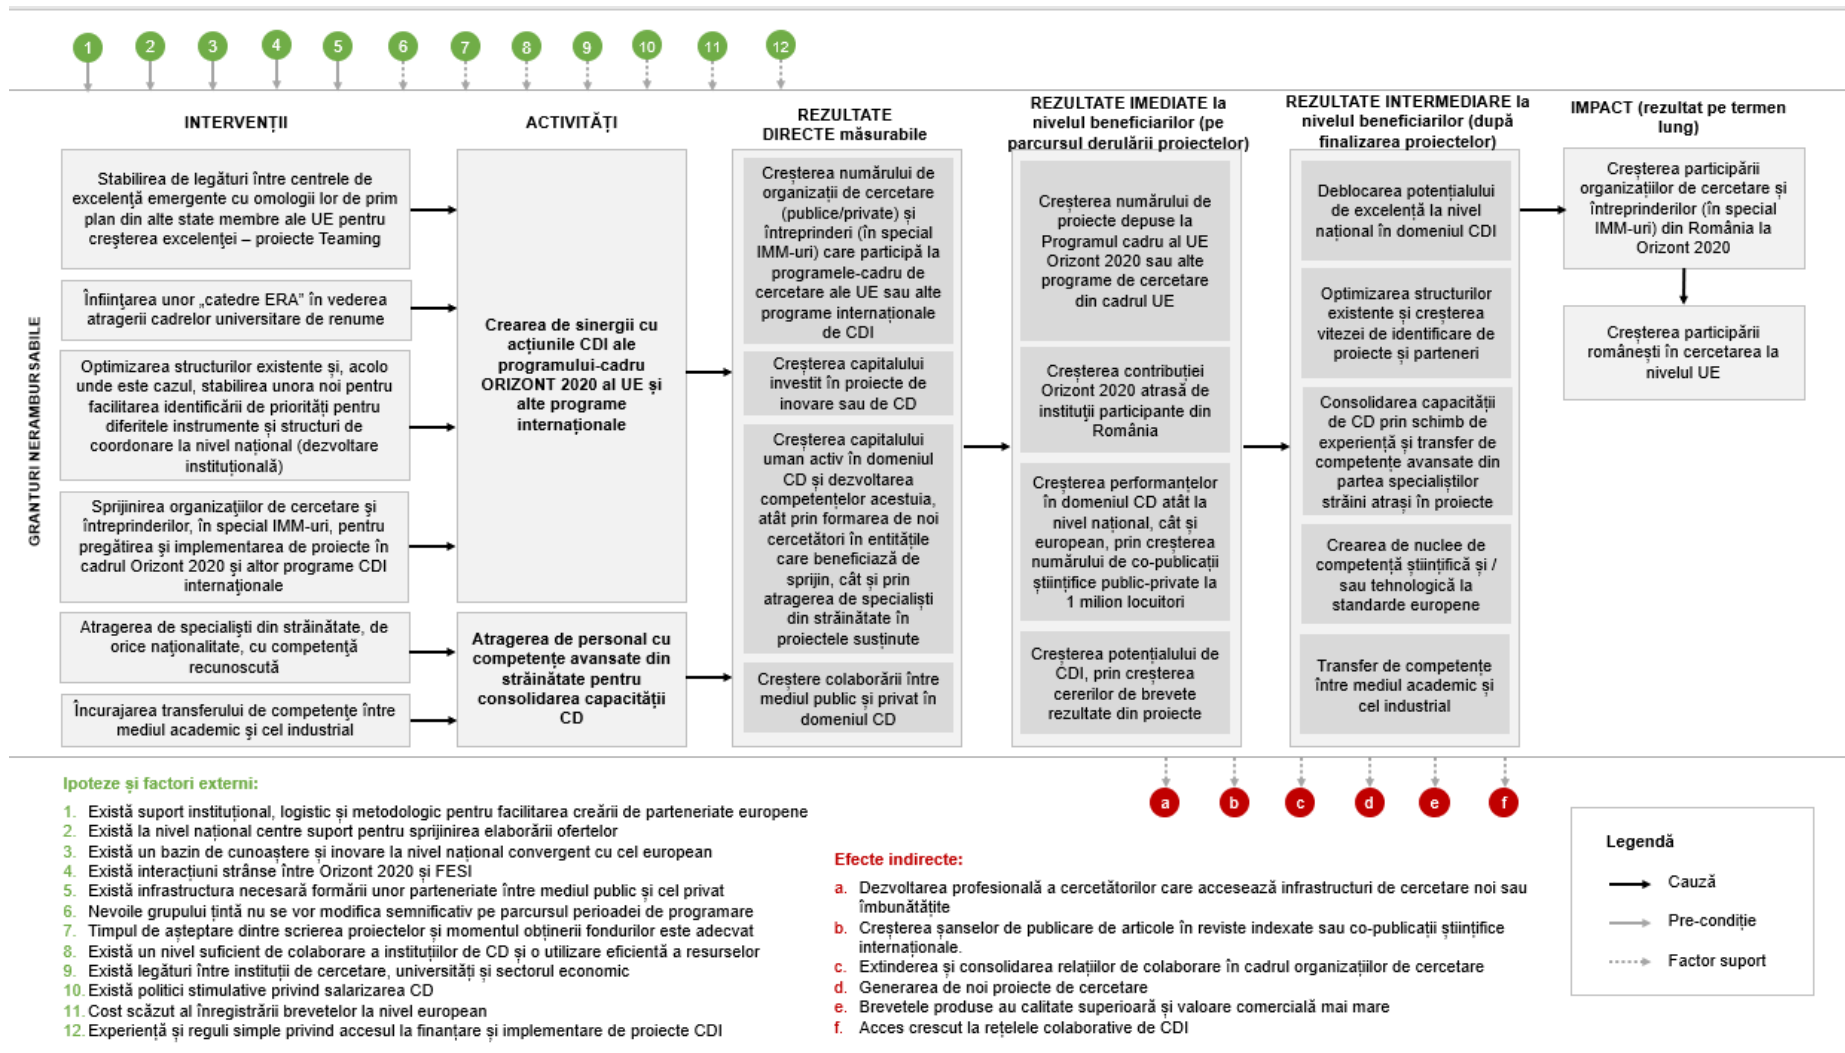 1 2 3 4 5 6 7 8 9 10 11 12
GRANTURI NERAMBURSABILE
INTERVENȚII
Stabilirea de legături între centrele de
excelență emergente cu omologii lor de prim
plan din alte state membre ale UE pentru
creșterea excelenței – proiecte Teaming
Înființarea unor „catedre ERA” în vederea
atragerii cadrelor universitare de renume
Optimizarea structurilor existente și, acolo
unde este cazul, stabilirea unora noi pentru
facilitarea identificării de priorități pentru
diferitele instrumente și structuri de
coordonare la nivel național (dezvoltare
instituțională)
Sprijinirea organizațiilor de cercetare și
întreprinderilor, în special IMM-uri, pentru
pregătirea și implementarea de proiecte în
cadrul Orizont 2020 și altor programe CDI
internaționale
Atragerea de specialiști din străinătate, de
orice naționalitate, cu competență
recunoscută
Încurajarea transferului de competențe între
mediul academic și cel industrial
ACTIVITĂȚI
Crearea de sinergii cu
acțiunile CDI ale
programului-cadru
ORIZONT 2020 al UE și
alte programe
internaționale
Atragerea de personal cu
competențe avansate din
străinătate pentru
consolidarea capacității
CD
REZULTATE
DIRECTE măsurabile
Creșterea numărului de
organizații de cercetare
(publice/private) și
întreprinderi (în special
IMM-uri) care participă la
programele-cadru de
cercetare ale UE sau alte
programe internaționale
de CDI
Creșterea capitalului
investit în proiecte de
inovare sau de CD
Creșterea capitalului
uman activ în domeniul
CD și dezvoltarea
competențelor acestuia,
atât prin formarea de noi
cercetători în entitățile
care beneficiază de
sprijin, cât și prin
atragerea de specialiști
din străinătate în
proiectele susținute
Creștere colaborării între
mediul public și privat în
domeniul CD
REZULTATE IMEDIATE la
nivelul beneficiarilor (pe
parcursul derulării proiectelor)
Creșterea numărului de
proiecte depuse la
Programul cadru al UE
Orizont 2020 sau alte
programe de cercetare
din cadrul UE
Creșterea contribuției
Orizont 2020 atrasă de
instituții participante din
România
Creșterea performanțelor
în domeniul CD atât la
nivel național, cât și
european, prin creșterea
numărului de co-publicații
științifice public-private la
1 milion locuitori
Creșterea potențialului de
CDI, prin creșterea
cererilor de brevete
rezultate din proiecte
REZULTATE INTERMEDIARE la
nivelul beneficiarilor (după
finalizarea proiectelor)
Deblocarea potențialului
de excelență la nivel
național în domeniul CDI
Optimizarea structurilor
existente și creșterea
vitezei de identificare de
proiecte și parteneri
Consolidarea capacității
de CD prin schimb de
experiență și transfer de
competențe avansate din
partea specialiștilor
străini atrași în proiecte
Crearea de nuclee de
competență științifică și /
sau tehnologică la
standarde europene
Transfer de competențe
între mediul academic și
cel industrial
IMPACT (rezultat pe termen
lung)
Creșterea participării
organizațiilor de cercetare și
întreprinderilor (în special
IMM-uri) din România la
Orizont 2020
Creșterea participării
românești în cercetarea la
nivelul UE
Ipoteze și factori externi:
1. Există suport instituțional, logistic și metodologic pentru facilitarea creării de parteneriate europene
2. Există la nivel național centre suport pentru sprijinirea elaborării ofertelor
3. Există un bazin de cunoaștere și inovare la nivel național convergent cu cel european
4. Există interacțiuni strânse între Orizont 2020 și FESI
5. Există infrastructura necesară formării unor parteneriate între mediul public și cel privat
6. Nevoile grupului țintă nu se vor modifica semnificativ pe parcursul perioadei de programare
7. Timpul de așteptare dintre scrierea proiectelor și momentul obținerii fondurilor este adecvat
8. Există un nivel suficient de colaborare a instituțiilor de CD și o utilizare eficientă a resurselor
9. Există legături între instituții de cercetare, universități și sectorul economic
10. Există politici stimulative privind salarizarea CD
11. Cost scăzut al înregistrării brevetelor la nivel european
12. Experiență și reguli simple privind accesul la finanțare și implementare de proiecte CDI
a b c d e f
Efecte indirecte:
a. Dezvoltarea profesională a cercetătorilor care accesează infrastructuri de cercetare noi sau
îmbunătățite
b. Creșterea șanselor de publicare de articole în reviste indexate sau co-publicații științifice
internaționale.
c. Extinderea și consolidarea relațiilor de colaborare în cadrul organizațiilor de cercetare
d. Generarea de noi proiecte de cercetare
e. Brevetele produse au calitate superioară și valoare comercială mai mare
f. Acces crescut la rețelele colaborative de CDI
Legendă
Cauză
Pre-condiție
Factor suport